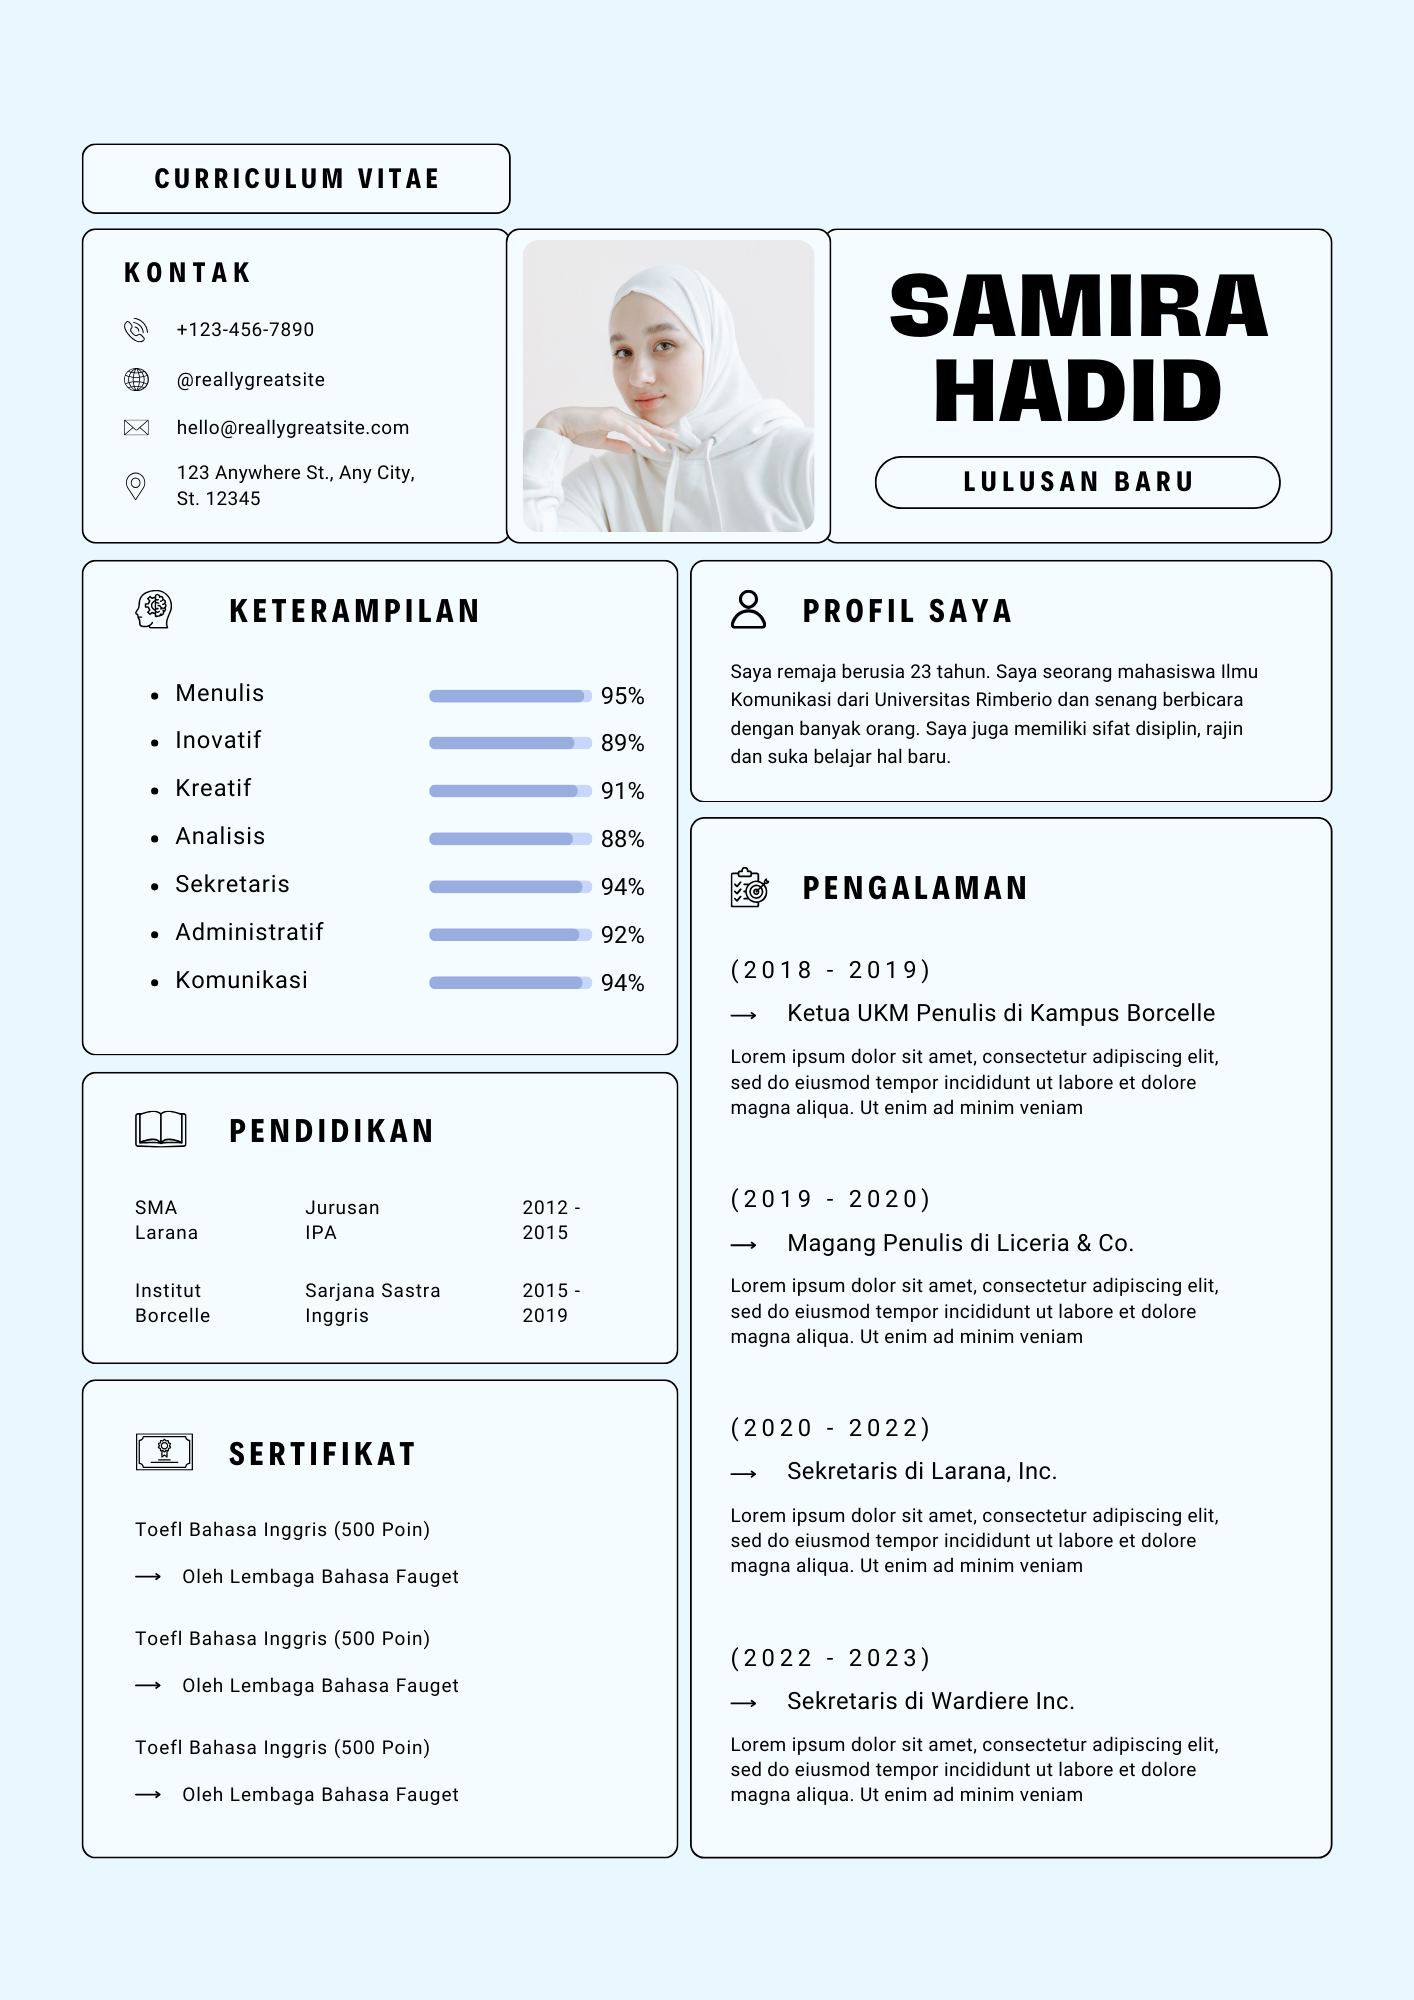 CURRICULUM VITAE
KONTAK
+123-456-7890
@reallygreatsite
hello@reallygreatsite.com
123 Anywhere St., Any City,
St. 12345
SAMIRA
HADID
LULUSAN BARU
KETERAMPILAN
• Menulis 95%
• Inovatif 89%
• Kreatif 91%
• Analisis 88%
• Sekretaris 94%
• Administratif 92%
• Komunikasi 94%
PENDIDIKAN
SMA Jurusan 2012 -
Larana IPA 2015
Institut Sarjana Sastra 2015 -
Borcelle Inggris 2019
SERTIFIKAT
Toefl Bahasa Inggris (500 Poin)
→ Oleh Lembaga Bahasa Fauget
Toefl Bahasa Inggris (500 Poin)
→ Oleh Lembaga Bahasa Fauget
Toefl Bahasa Inggris (500 Poin)
→ Oleh Lembaga Bahasa Fauget
PROFIL SAYA
Saya remaja berusia 23 tahun. Saya seorang mahasiswa Ilmu
Komunikasi dari Universitas Rimberio dan senang berbicara
dengan banyak orang. Saya juga memiliki sifat disiplin, rajin
dan suka belajar hal baru.
PENGALAMAN
(2018 - 2019)
→ Ketua UKM Penulis di Kampus Borcelle
Lorem ipsum dolor sit amet, consectetur adipiscing elit,
sed do eiusmod tempor incididunt ut labore et dolore
magna aliqua. Ut enim ad minim veniam
(2019 - 2020)
→ Magang Penulis di Liceria & Co.
Lorem ipsum dolor sit amet, consectetur adipiscing elit,
sed do eiusmod tempor incididunt ut labore et dolore
magna aliqua. Ut enim ad minim veniam
(2020 - 2022)
→ Sekretaris di Larana, Inc.
Lorem ipsum dolor sit amet, consectetur adipiscing elit,
sed do eiusmod tempor incididunt ut labore et dolore
magna aliqua. Ut enim ad minim veniam
(2022 - 2023)
→ Sekretaris di Wardiere Inc.
Lorem ipsum dolor sit amet, consectetur adipiscing elit,
sed do eiusmod tempor incididunt ut labore et dolore
magna aliqua. Ut enim ad minim veniam